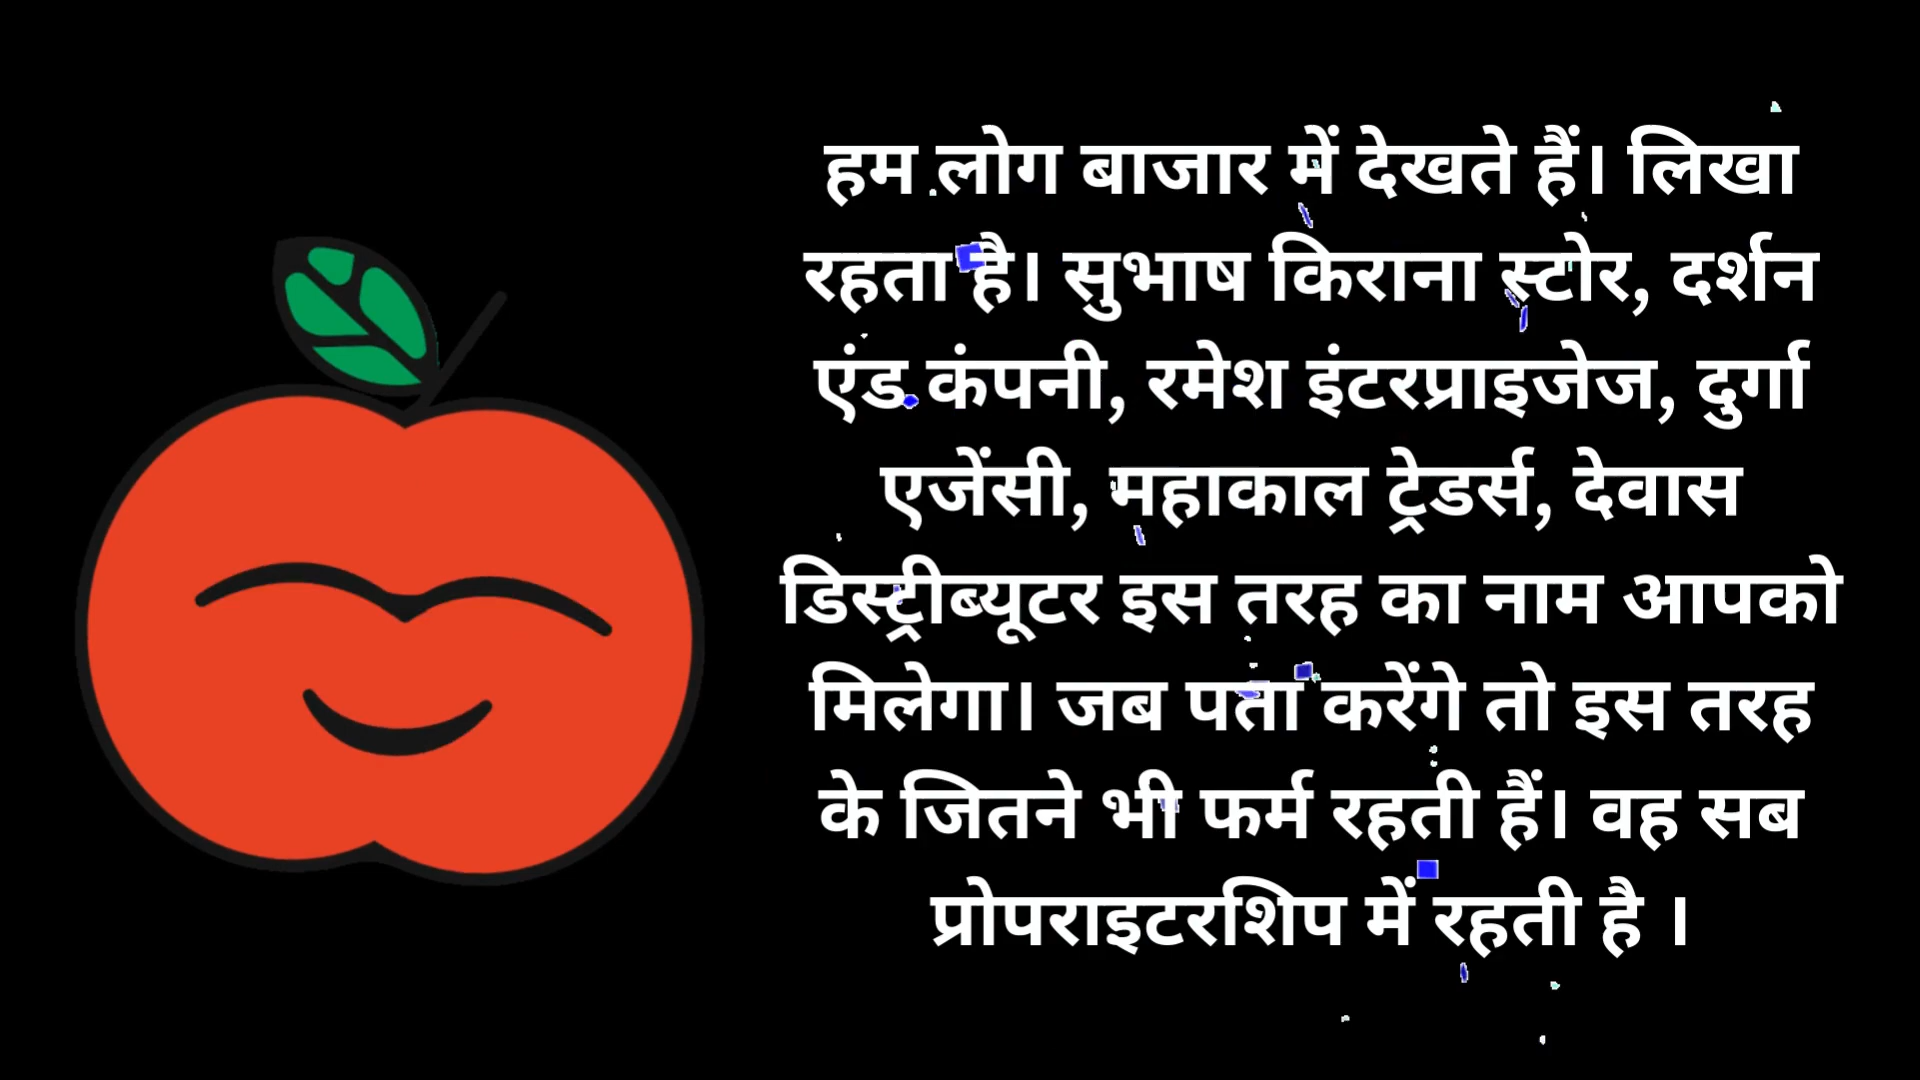 हम लोग बाजार में देखते हैं। लिखा
रहता है। सुभाष किराना स्टोर, दर्शन
एंड कंपनी, रमेश इंटरप्राइजेज, दुर्गा
एजेंसी, महाकाल ट्रेडर्स, देवास
डिस्ट्रीब्यूटर इस तरह का नाम आपको
मिलेगा। जब पता करेंगे तो इस तरह
के जितने भी फर्म रहती हैं। वह सब
प्रोपराइटरशिप में रहती है ।